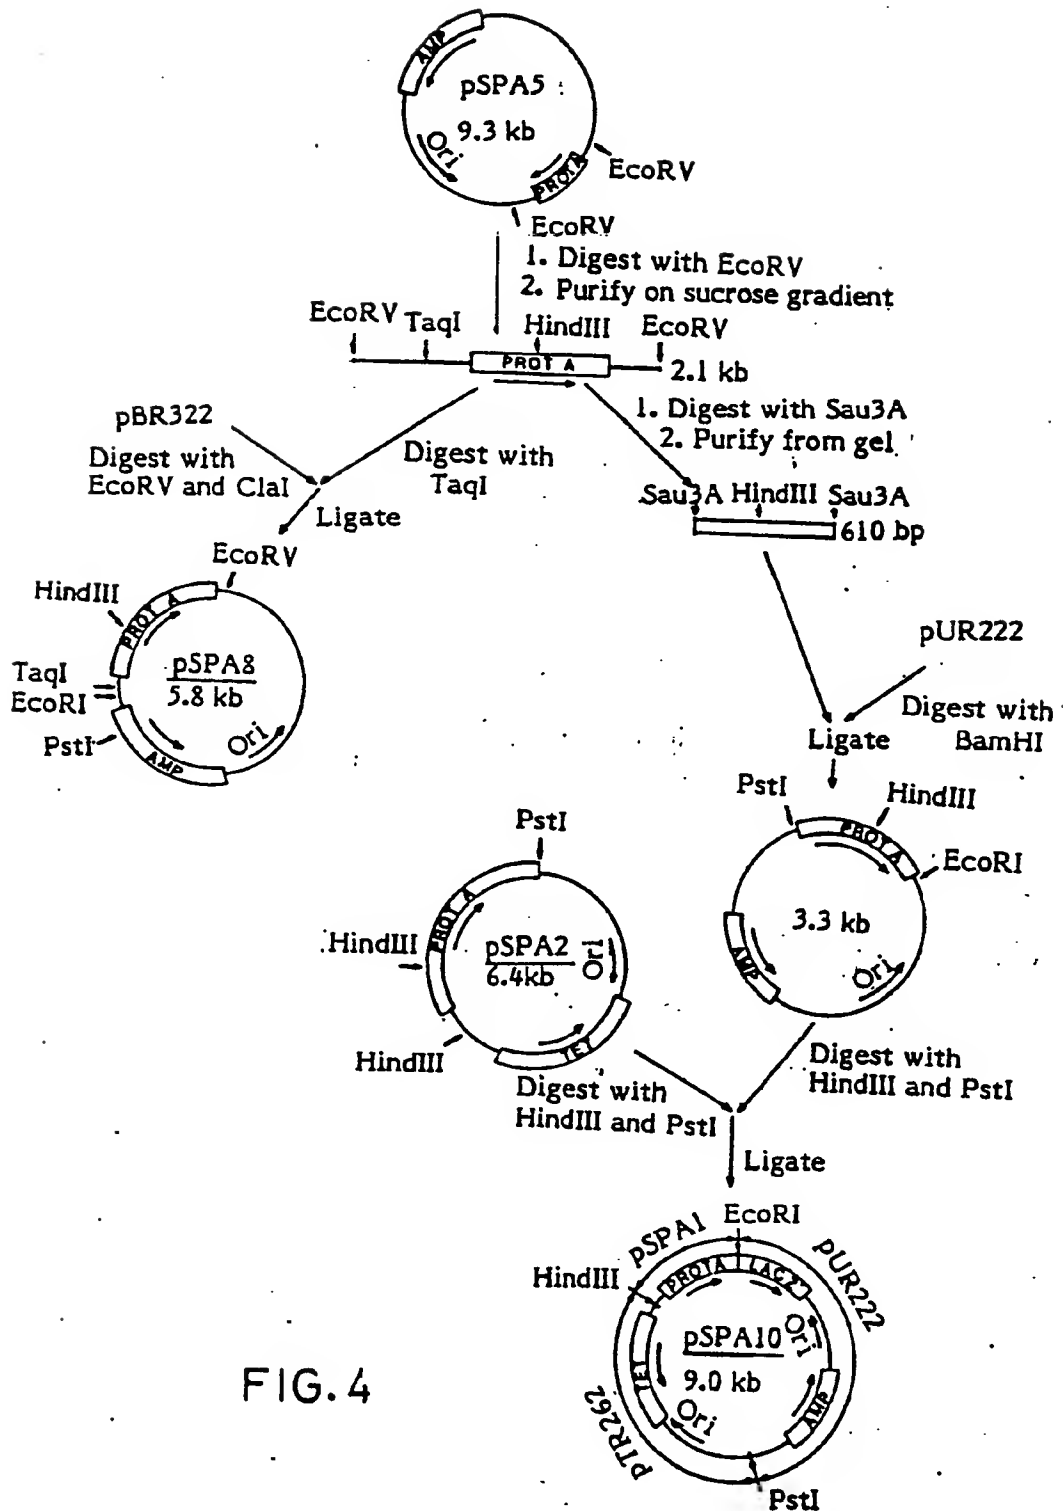 AMP
pSPA5
9.3 kb
Ori
PROT A
EcoRV
EcoRV
1. Digest with EcoRV
2. Purify on sucrose gradient
EcoRV
TaqI
HindIII
EcoRV
PROT A
2.1 kb
pBR322
Digest with
EcoRV and ClaI
Digest with
TaqI
Ligate
1. Digest with Sau3A
2. Purify from gel
Sau3A HindIII Sau3A
610 bp
EcoRV
HindIII
PROT A
TaqI
EcoRI
PstI
pSPA8
5.8 kb
Ori
AMP
pUR222
Digest with
BamHI
Ligate
PstI
HindIII
PROT A
EcoRI
3.3 kb
AMP
Ori
PstI
PROT A
HindIII
pSPA2
6.4kb
Ori
HindIII
TET
Digest with
HindIII and PstI
Digest with
HindIII and PstI
Ligate
EcoRI
pSPA1
pUR222
HindIII
PROT A
LAC Z'
pSPA10
9.0 kb
Ori
TET
AMP
Ori
pTR262
PstI
FIG. 4